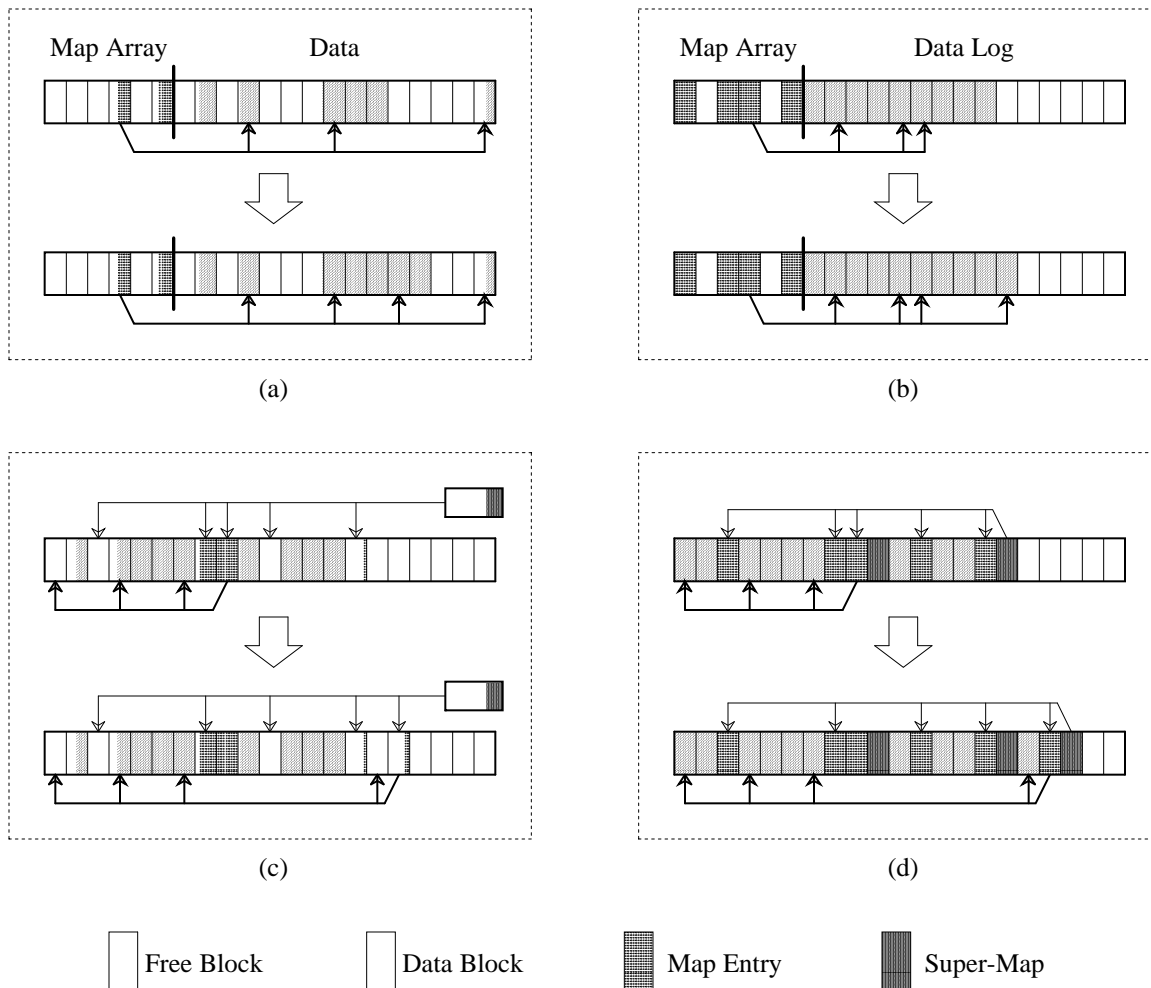 Map Array Data
Map Array Data Log
(a)
(b)
(c)
(d)
Free Block
Data Block
Map Entry
Super-Map